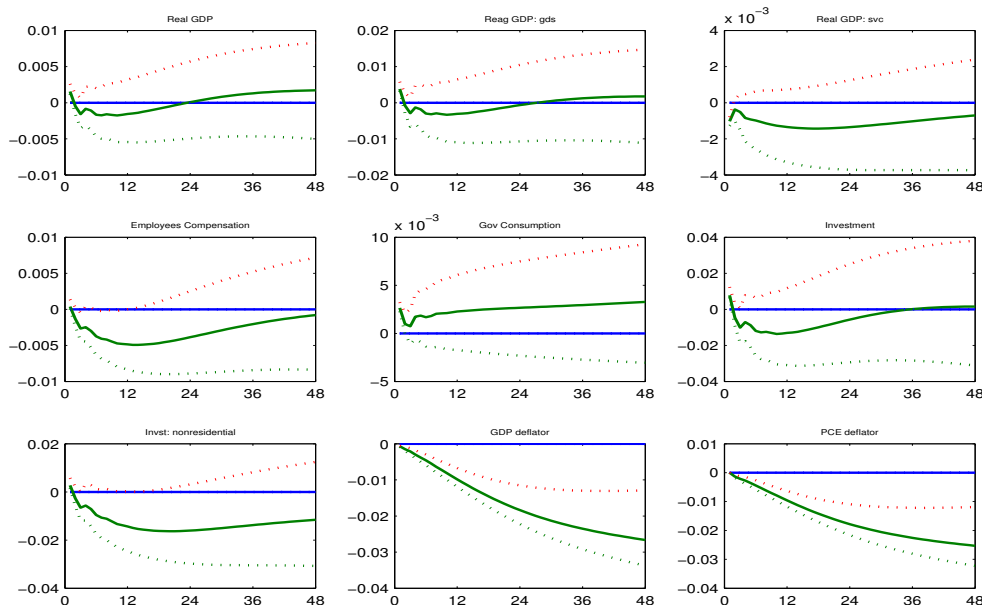 Real GDP
0.01
0.005
0
−0.005
−0.01
0 12 24 36 48
Reag GDP: gds
0.02
0.01
0
−0.01
−0.02
0 12 24 36 48
Real GDP: svc
x 10⁻³
4
2
0
−2
−4
0 12 24 36 48
Employees Compensation
0.01
0.005
0
−0.005
−0.01
0 12 24 36 48
Gov Consumption
x 10⁻³
10
5
0
−5
0 12 24 36 48
Investment
0.04
0.02
0
−0.02
−0.04
0 12 24 36 48
Invst: nonresidential
0.02
0
−0.02
−0.04
0 12 24 36 48
GDP deflator
0
−0.01
−0.02
−0.03
−0.04
0 12 24 36 48
PCE deflator
0.01
0
−0.01
−0.02
−0.03
−0.04
0 12 24 36 48